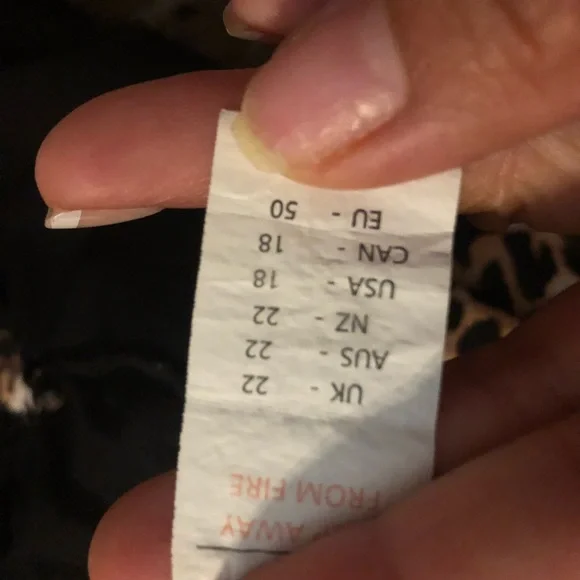 AWAY
FROM FIRE
UK - 22
AUS - 22
NZ - 22
USA - 18
CAN - 18
EU - 50